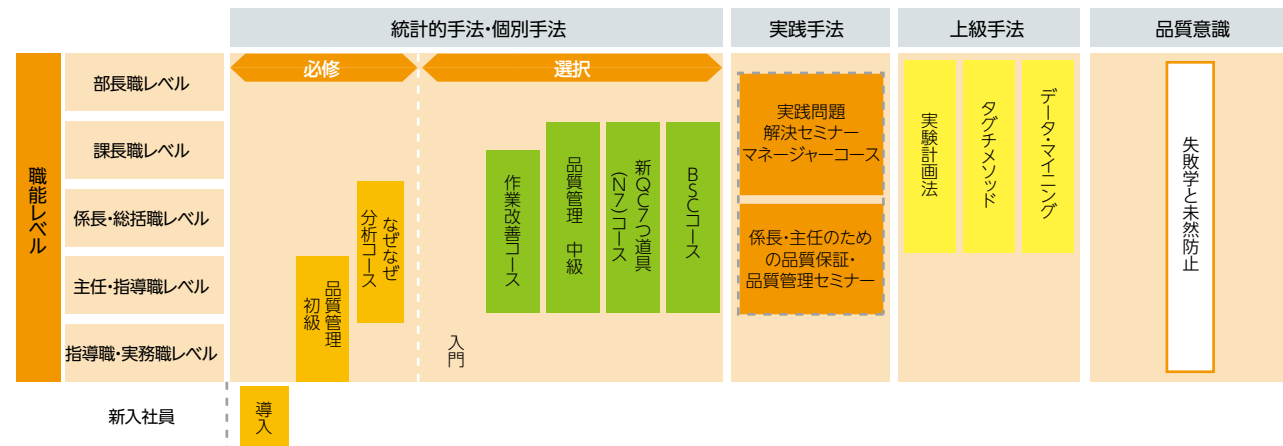 統計的手法・個別手法
実践手法
上級手法
品質意識
必修
選択
職能レベル
部長職レベル
課長職レベル
係長・総括職レベル
主任・指導職レベル
指導職・実務職レベル
新入社員
導入
品質管理
初級
なぜなぜ
分析コース
入門
作業改善コース
品質管理　中級
新QC7つ道具
(N7)コース
BSCコース
実践問題
解決セミナー
マネージャーコース
係長・主任のため
の品質保証・
品質管理セミナー
実験計画法
タグチメソッド
データ・マイニング
失敗学と未然防止